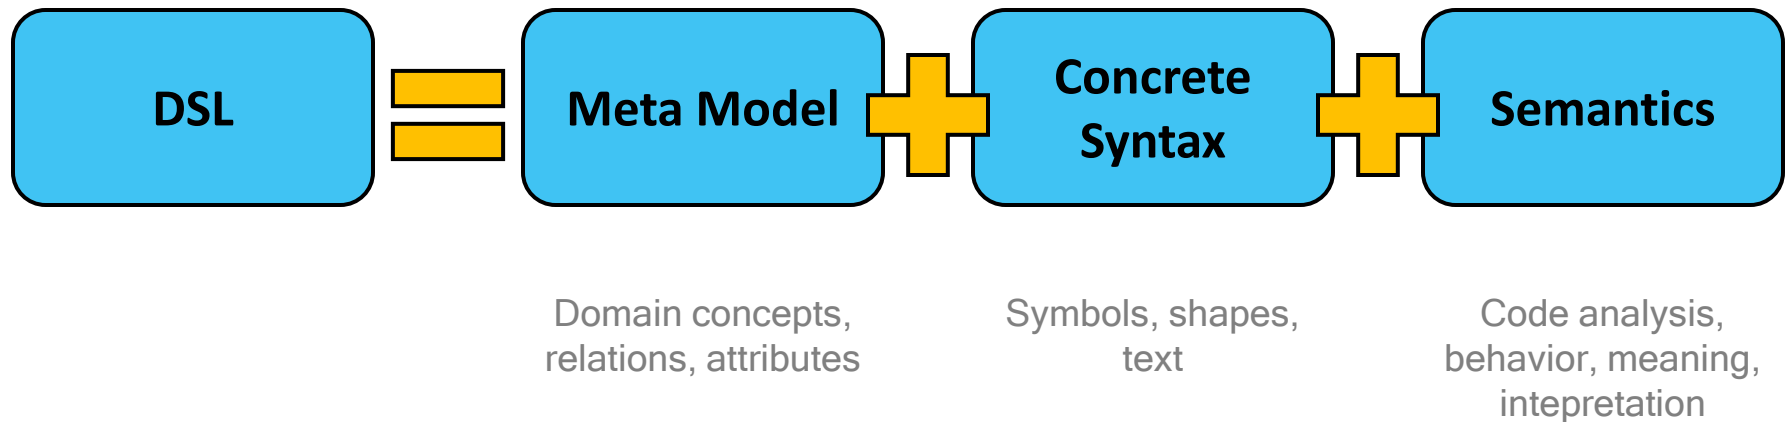 DSL
Meta Model
Concrete
Syntax
Semantics
Domain concepts,
relations, attributes
Symbols, shapes,
text
Code analysis,
behavior, meaning,
intepretation